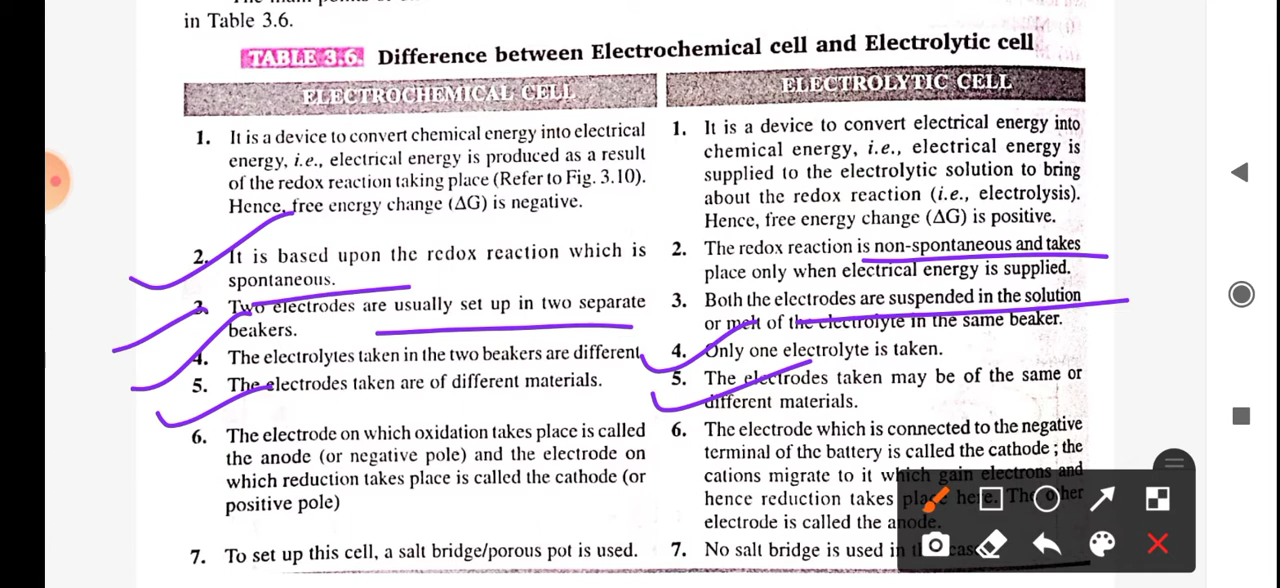 in Table 3.6.
TABLE 3.6. Difference between Electrochemical cell and Electrolytic cell
ELECTROCHEMICAL CELL
1. It is a device to convert chemical energy into electrical
energy, i.e., electrical energy is produced as a result
of the redox reaction taking place (Refer to Fig. 3.10).
Hence, free energy change (ΔG) is negative.
2. It is based upon the redox reaction which is
spontaneous.
3. Two electrodes are usually set up in two separate
beakers.
4. The electrolytes taken in the two beakers are different.
5. The electrodes taken are of different materials.
6. The electrode on which oxidation takes place is called
the anode (or negative pole) and the electrode on
which reduction takes place is called the cathode (or
positive pole)
7. To set up this cell, a salt bridge/porous pot is used.
ELECTROLYTIC CELL
1. It is a device to convert electrical energy into
chemical energy, i.e., electrical energy is
supplied to the electrolytic solution to bring
about the redox reaction (i.e., electrolysis).
Hence, free energy change (ΔG) is positive.
2. The redox reaction is non-spontaneous and takes
place only when electrical energy is supplied.
3. Both the electrodes are suspended in the solution
or melt of the electrolyte in the same beaker.
4. Only one electrolyte is taken.
5. The electrodes taken may be of the same or
different materials.
6. The electrode which is connected to the negative
terminal of the battery is called the cathode ; the
cations migrate to it which gain electrons and
hence reduction takes place here. The other
electrode is called the anode.
7. No salt bridge is used in